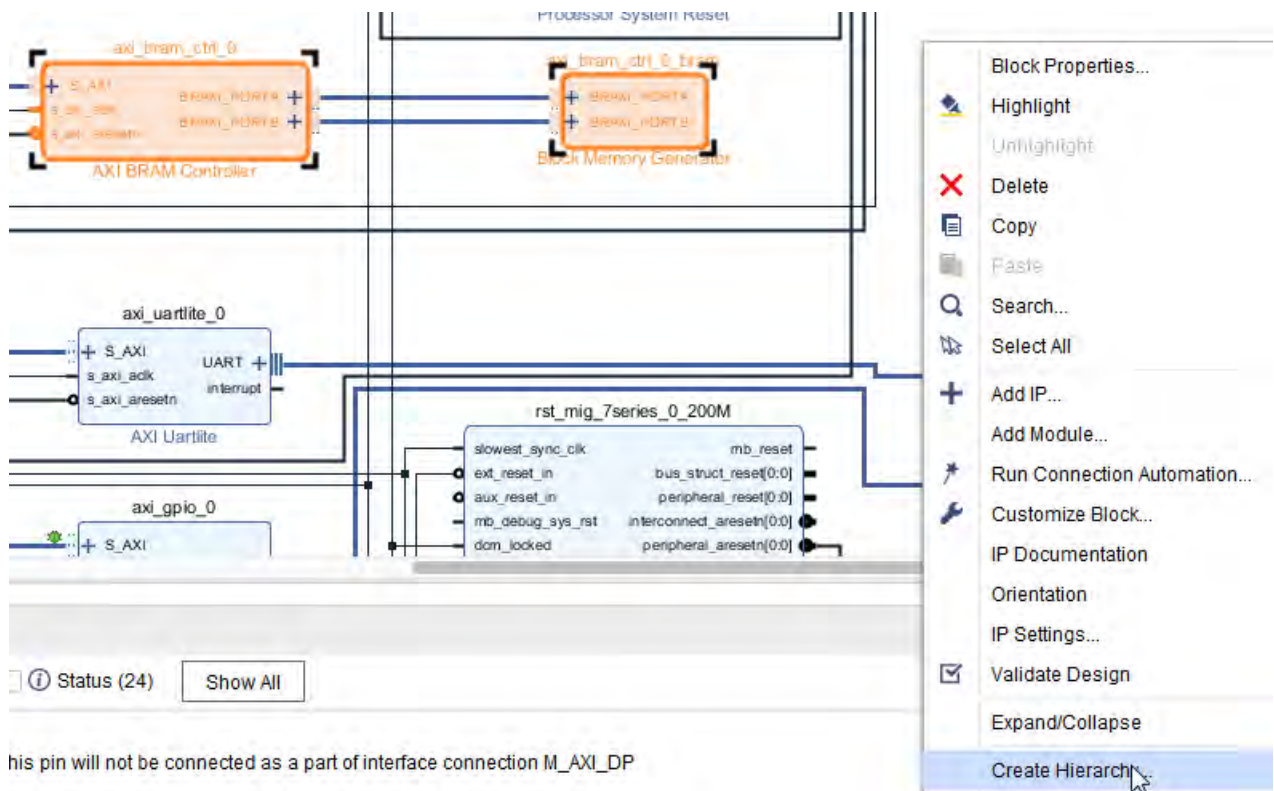 Processor System Reset
axi_bram_ctrl_0
S_AXI
s_axi_aclk
s_axi_aresetn
BRAM_PORTA
BRAM_PORTB
AXI BRAM Controller
axi_bram_ctrl_0_bram
BRAM_PORTA
BRAM_PORTB
Block Memory Generator
axi_uartlite_0
S_AXI
s_axi_aclk
s_axi_aresetn
UART
interrupt
AXI Uartlite
rst_mig_7series_0_200M
slowest_sync_clk
ext_reset_in
aux_reset_in
mb_debug_sys_rst
dcm_locked
mb_reset
bus_struct_reset[0:0]
peripheral_reset[0:0]
interconnect_aresetn[0:0]
peripheral_aresetn[0:0]
axi_gpio_0
S_AXI
Status (24)
Show All
his pin will not be connected as a part of interface connection M_AXI_DP
Block Properties...
Highlight
Unhighlight
Delete
Copy
Paste
Search...
Select All
Add IP...
Add Module...
Run Connection Automation...
Customize Block...
IP Documentation
Orientation
IP Settings...
Validate Design
Expand/Collapse
Create Hierarch...